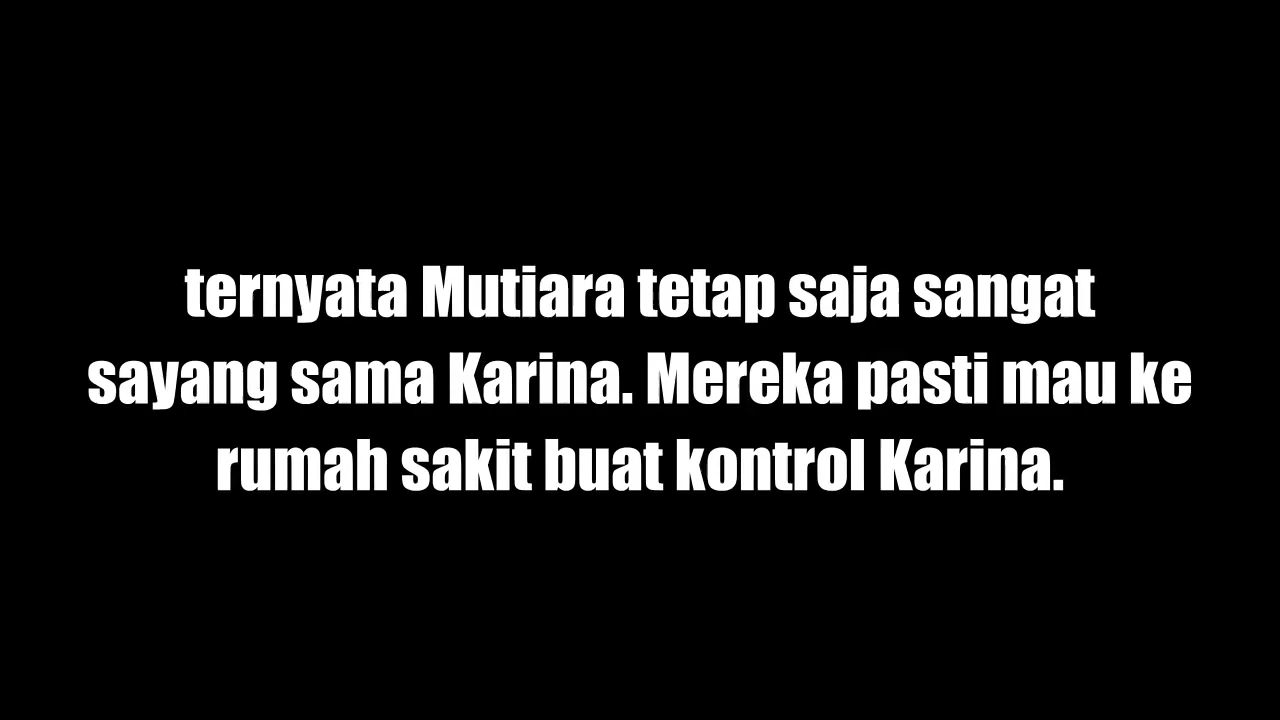 ternyata Mutiara tetap saja sangat
sayang sama Karina. Mereka pasti mau ke
rumah sakit buat kontrol Karina.